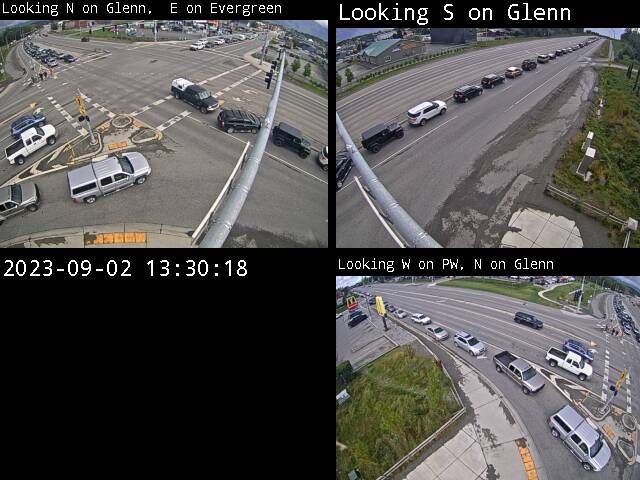 Looking N on Glenn,  E on Evergreen
Looking S on Glenn
2023-09-02 13:30:18
Looking W on PW, N on Glenn